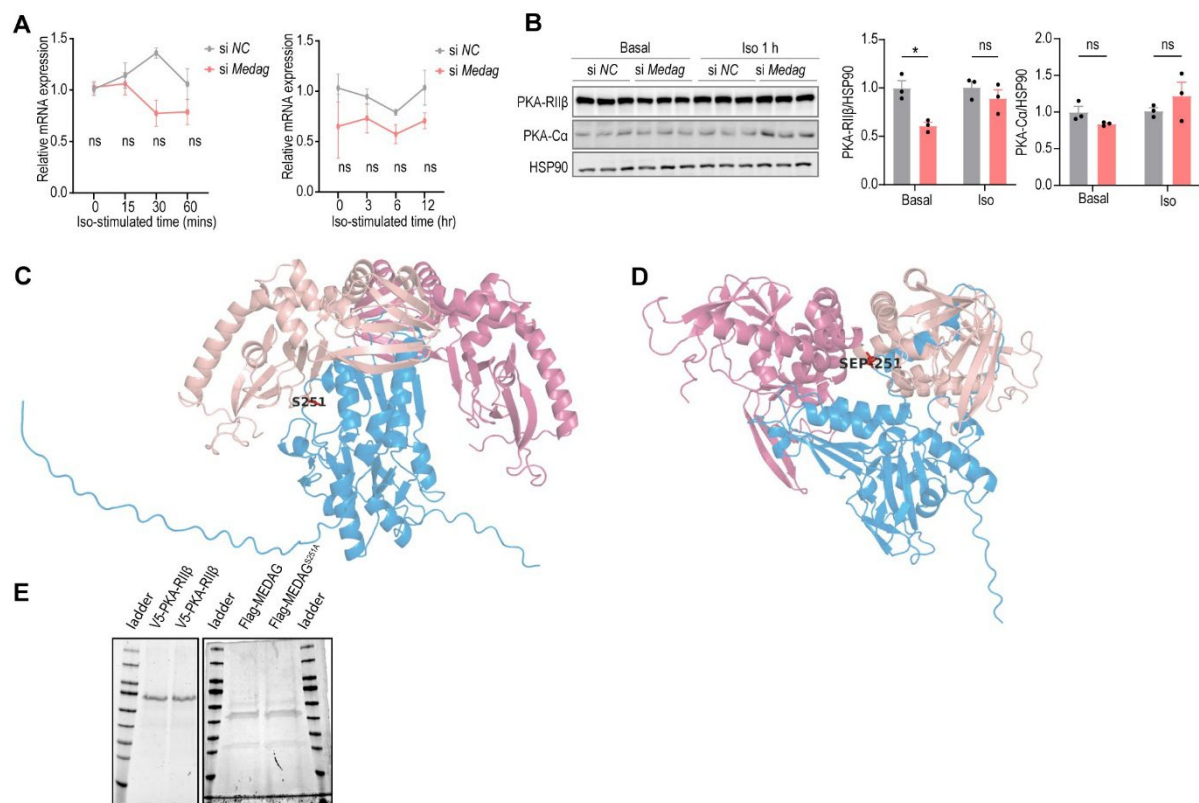 A
Relative mRNA expression
1.5
1.0
0.5
0.0
si NC
si Medag
ns ns ns ns
0 15 30 60
Iso-stimulated time (mins)
Relative mRNA expression
1.5
1.0
0.5
0.0
si NC
si Medag
ns ns ns ns
0 3 6 12
Iso-stimulated time (hr)
B
Basal Iso 1 h
si NC si Medag si NC si Medag
PKA-RIIβ
PKA-Cα
HSP90
PKA-RIIβ/HSP90
1.5
1.0
0.5
0.0
* ns
Basal Iso
PKA-Cα/HSP90
2.0
1.5
1.0
0.5
0.0
ns ns
Basal Iso
C
S251
D
SEP-251
E
ladder
V5-PKA-RIIβ
V5-PKA-RIIβ
ladder
Flag-MEDAG
Flag-MEDAG^S251A
ladder